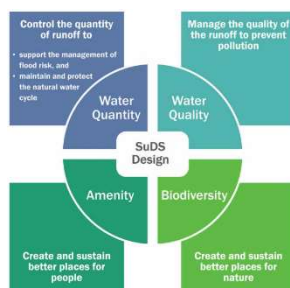 Control the quantity
of runoff to
• support the management of
flood risk, and
• maintain and protect
the natural water
cycle
Manage the quality of
the runoff to prevent
pollution
Water
Quantity
Water
Quality
SuDS
Design
Amenity
Biodiversity
Create and sustain
better places for
people
Create and sustain
better places for
nature